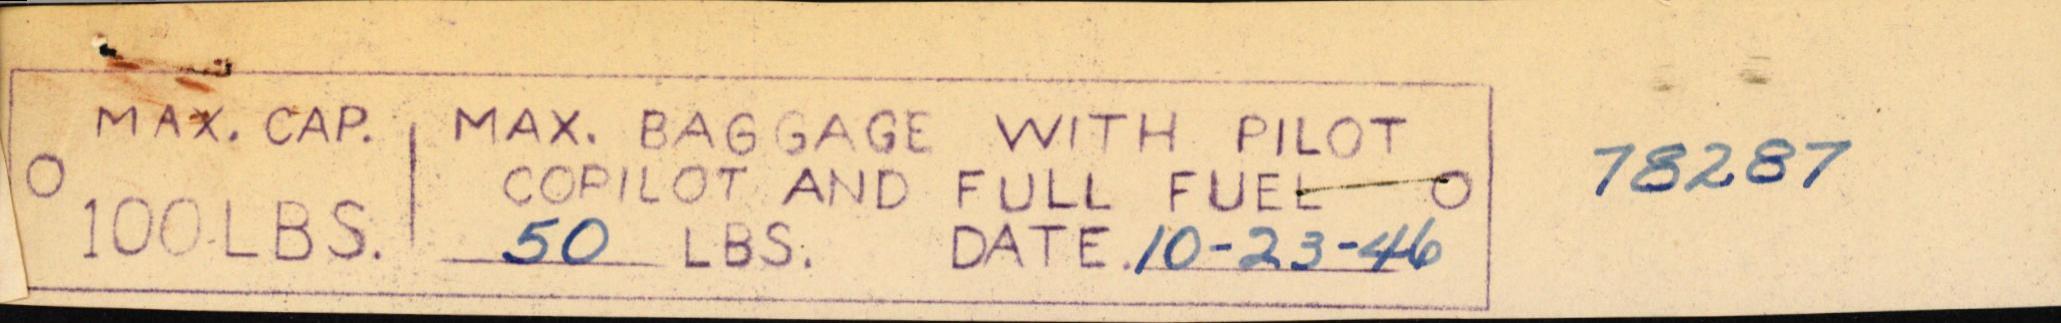 MAX. CAP.
100 LBS.
MAX. BAGGAGE WITH PILOT
COPILOT AND FULL FUEL
50 LBS. DATE. 10-23-46
78287